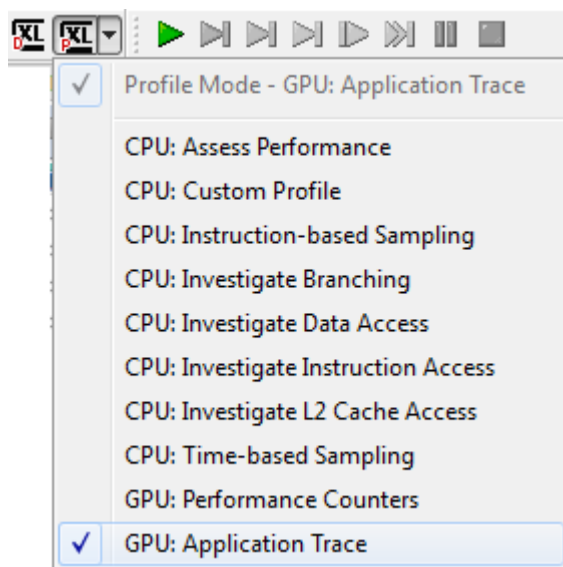 XL D XL P
Profile Mode - GPU: Application Trace
CPU: Assess Performance
CPU: Custom Profile
CPU: Instruction-based Sampling
CPU: Investigate Branching
CPU: Investigate Data Access
CPU: Investigate Instruction Access
CPU: Investigate L2 Cache Access
CPU: Time-based Sampling
GPU: Performance Counters
GPU: Application Trace